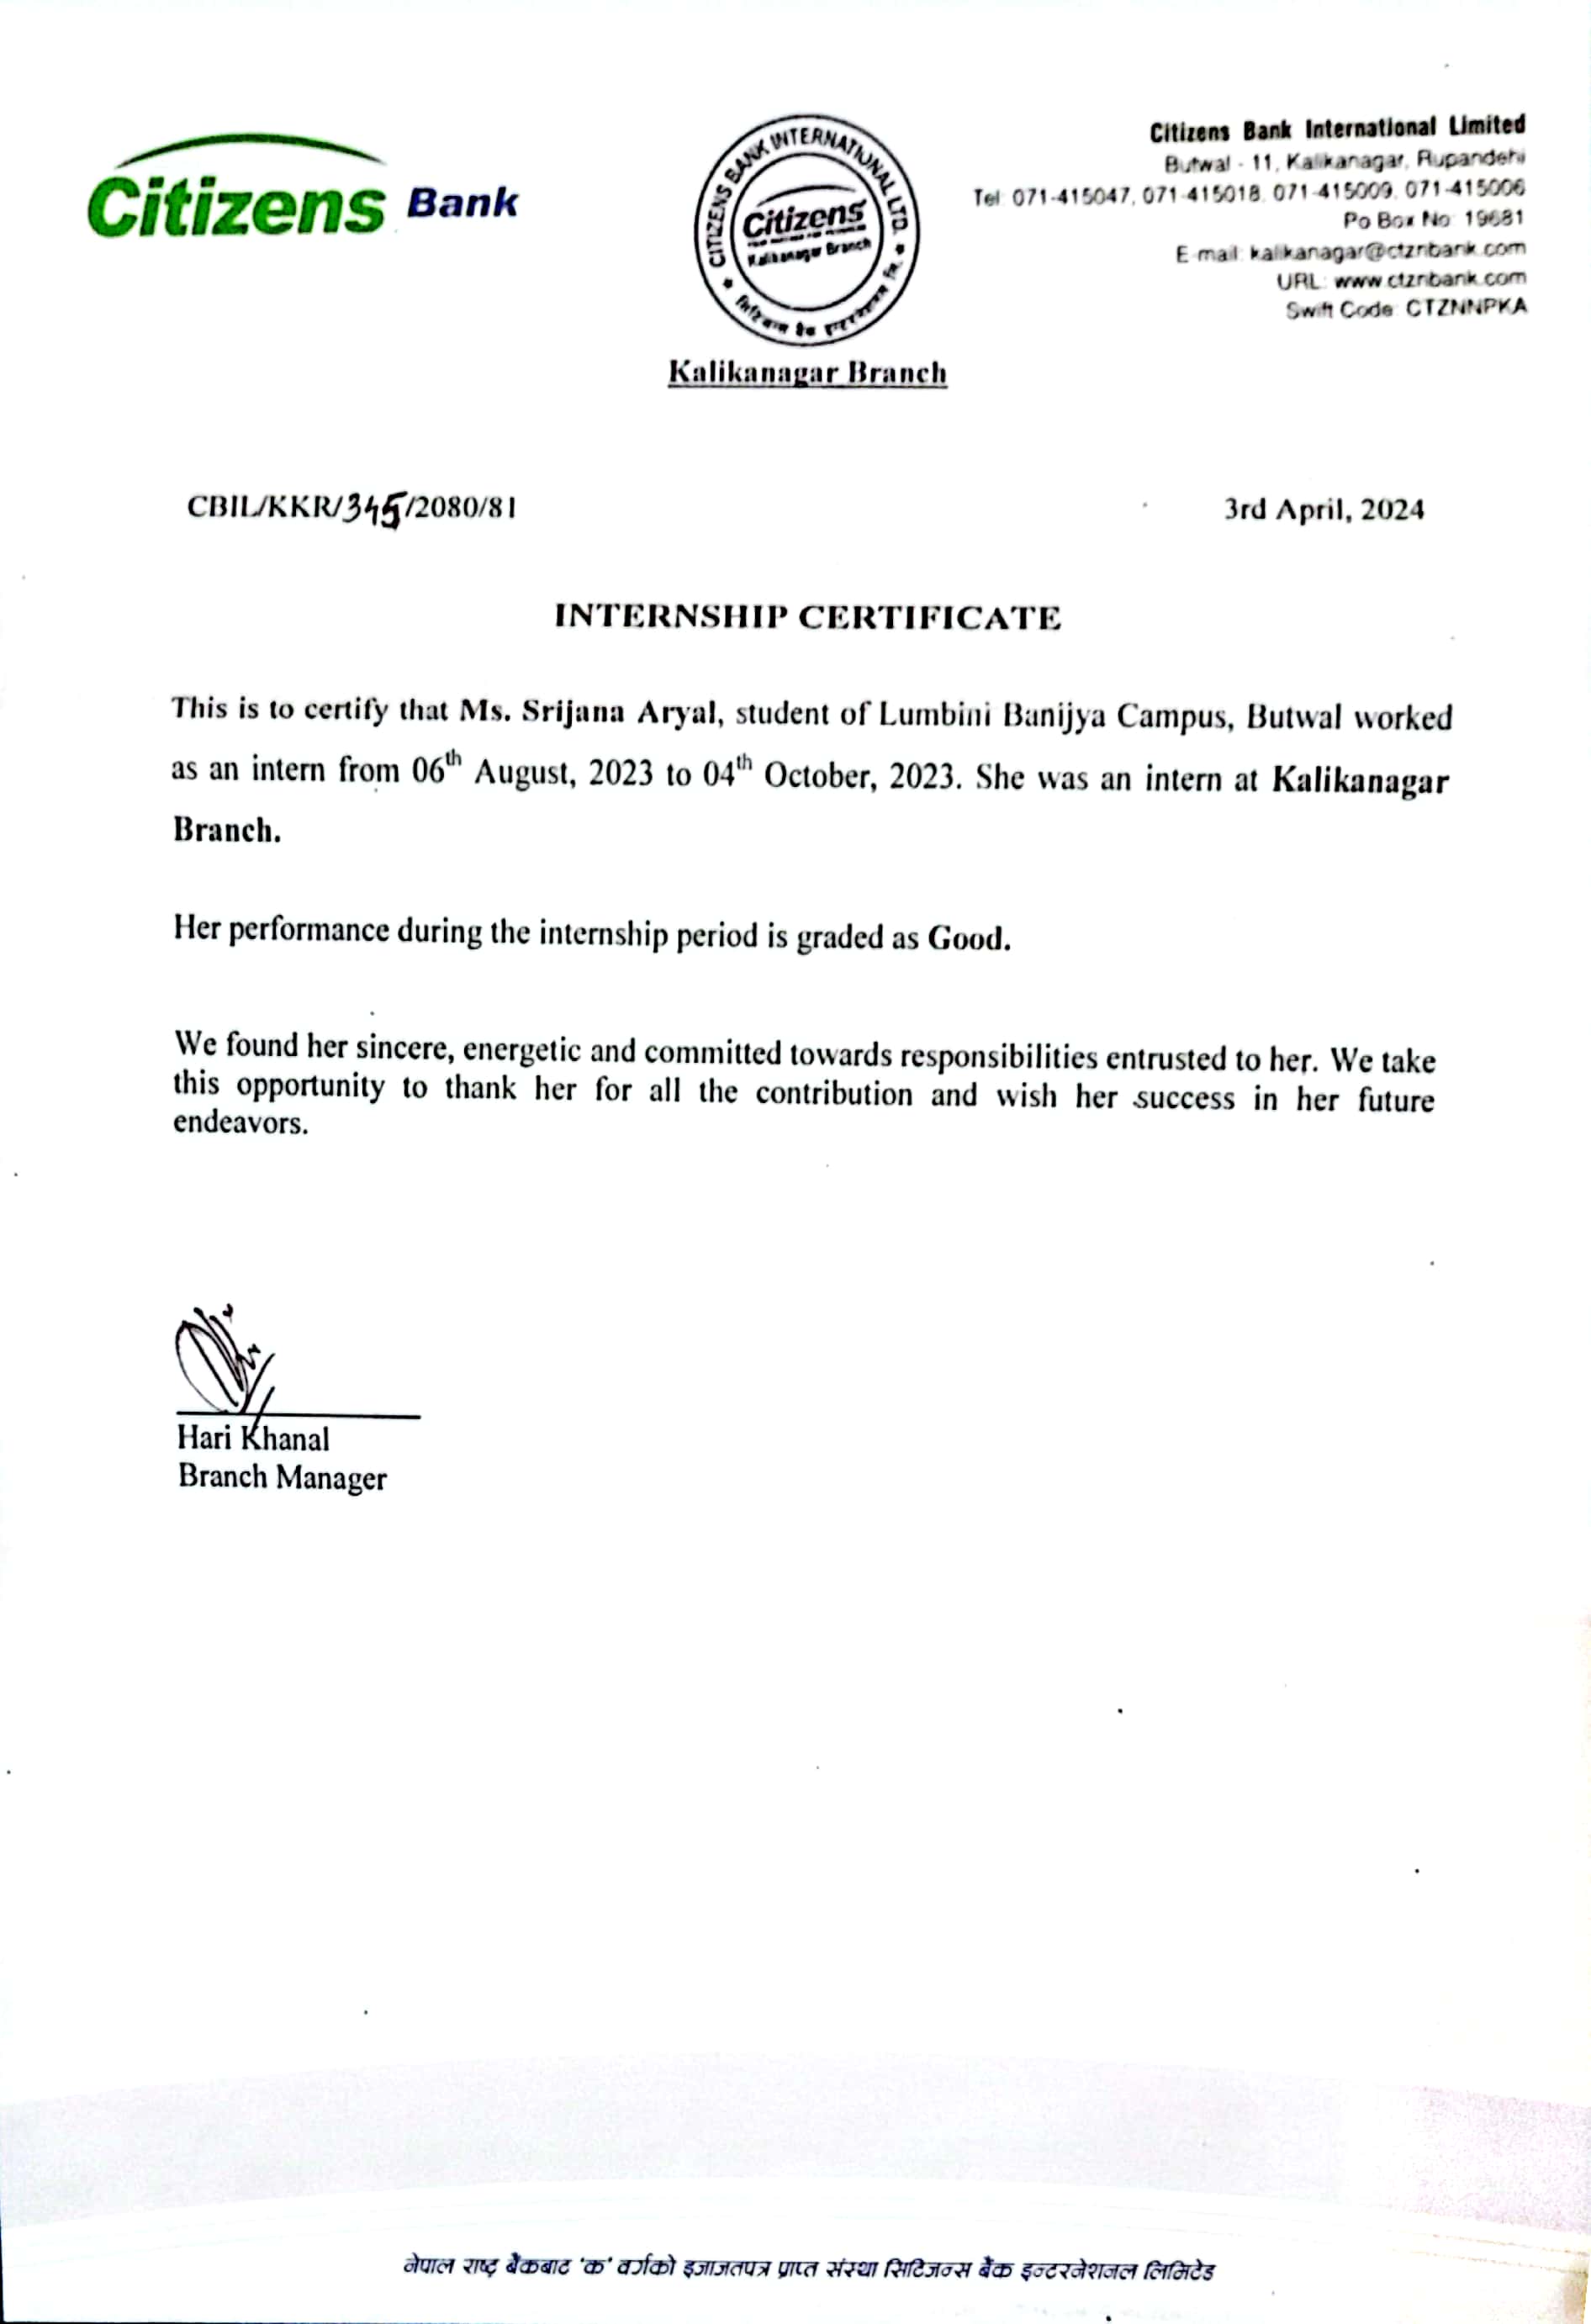 Citizens Bank
CITIZENS BANK INTERNATIONAL LTD.
Citizens
Kalikanagar Branch
Kalikanagar Branch
Citizens Bank International Limited
Butwal - 11, Kalikanagar, Rupandehi
Tel: 071-415047, 071-415018, 071-415009, 071-415006
Po Box No: 19681
E-mail: kalikanagar@ctznbank.com
URL: www.ctznbank.com
Swift Code: CTZNNPKA
CBIL/KKR/345/2080/81
3rd April, 2024
INTERNSHIP CERTIFICATE
This is to certify that Ms. Srijana Aryal, student of Lumbini Banijya Campus, Butwal worked
as an intern from 06th August, 2023 to 04th October, 2023. She was an intern at Kalikanagar
Branch.
Her performance during the internship period is graded as Good.
We found her sincere, energetic and committed towards responsibilities entrusted to her. We take
this opportunity to thank her for all the contribution and wish her success in her future
endeavors.
Hari Khanal
Branch Manager
नेपाल राष्ट्र बैंकबाट 'क' वर्गको इजाजतपत्र प्राप्त संस्था सिटिजन्स बैंक इन्टरनेशनल लिमिटेड